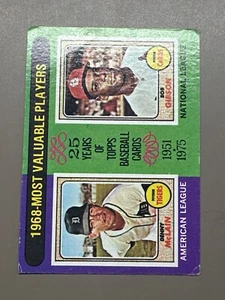 1968-MOST VALUABLE PLAYERS
25
YEARS
OF
TOPPS
BASEBALL
CARDS
1951
1975
CARDS
BOB
GIBSON
NATIONAL LEAGUE
TIGERS
DENNY
McLAIN
AMERICAN LEAGUE